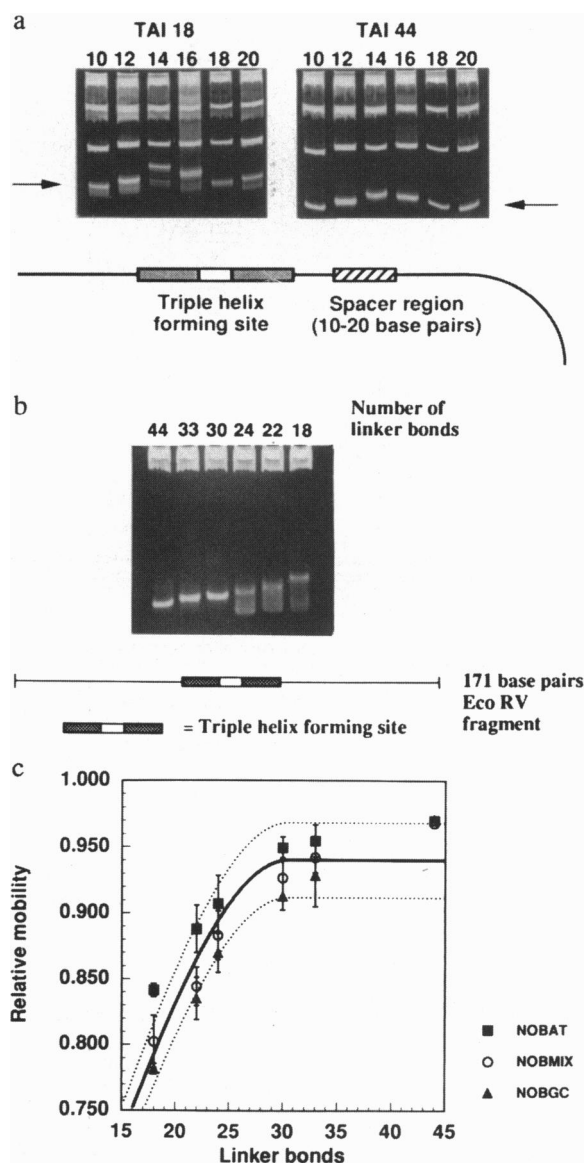 a
TAI 18
TAI 44
10 12 14 16 18 20
10 12 14 16 18 20
Triple helix
forming site
Spacer region
(10-20 base pairs)
b
Number of
linker bonds
44 33 30 24 22 18
171 base pairs
Eco RV
fragment
= Triple helix forming site
c
1.000
0.950
0.900
0.850
0.800
0.750
Relative mobility
15 20 25 30 35 40 45
Linker bonds
NOBAT
NOBMIX
NOBGC